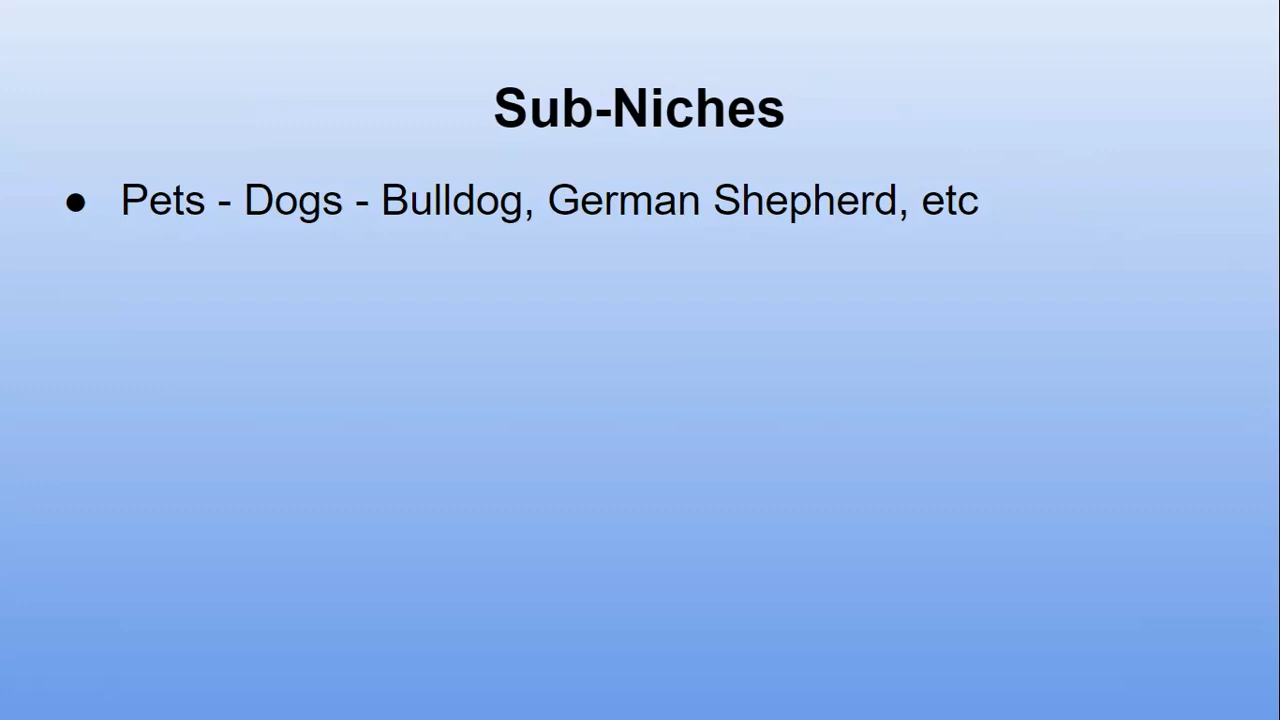 Sub-Niches
● Pets - Dogs - Bulldog, German Shepherd, etc